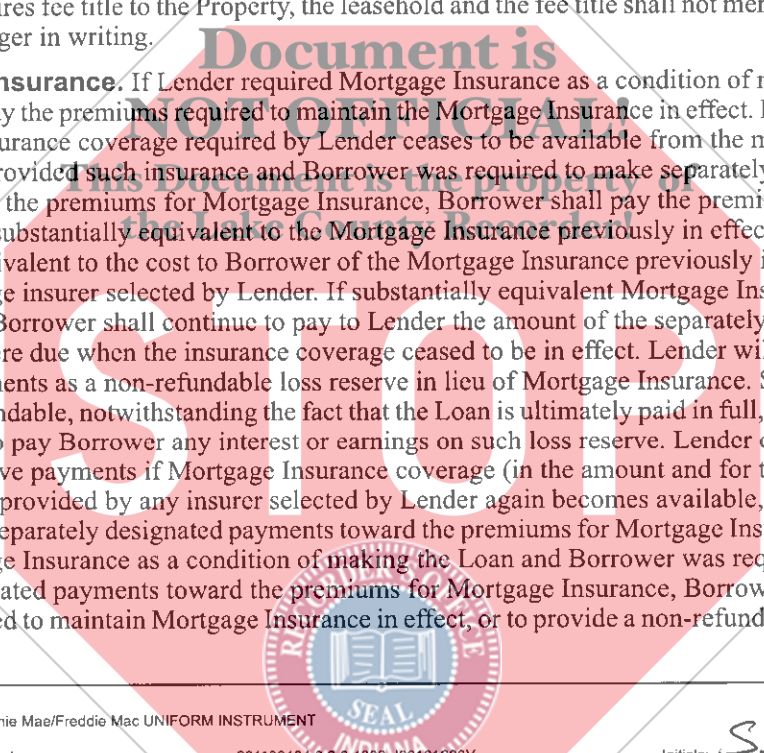 ires fee title to the Property, the leasehold and the fee title shall not mer
ger in writing.
Document is
nsurance. If Lender required Mortgage Insurance as a condition of
y the premiums required to maintain the Mortgage Insurance in effect. I
NOT OFFICIAL!
urance coverage required by Lender ceases to be available from the m
rovided such insurance and Borrower was required to make separately
This Document is the property of
the premiums for Mortgage Insurance, Borrower shall pay the premi
the Lake County Recorder!
substantially equivalent to the Mortgage Insurance previously in effec
ivalent to the cost to Borrower of the Mortgage Insurance previously i
ge insurer selected by Lender. If substantially equivalent Mortgage Ins
Borrower shall continue to pay to Lender the amount of the separately
STOP
ere due when the insurance coverage ceased to be in effect. Lender wil
nents as a non-refundable loss reserve in lieu of Mortgage Insurance. S
ndable, notwithstanding the fact that the Loan is ultimately paid in full,
o pay Borrower any interest or earnings on such loss reserve. Lender
ve payments if Mortgage Insurance coverage (in the amount and for t
provided by any insurer selected by Lender again becomes available,
eparately designated payments toward the premiums for Mortgage Ins
ge Insurance as a condition of making the Loan and Borrower was req
ated payments toward the premiums for Mortgage Insurance, Borrow
ed to maintain Mortgage Insurance in effect, or to provide a non-refund
RECORDER'S OFFICE
SEAL
INDIANA
nie Mae/Freddie Mac UNIFORM INSTRUMENT